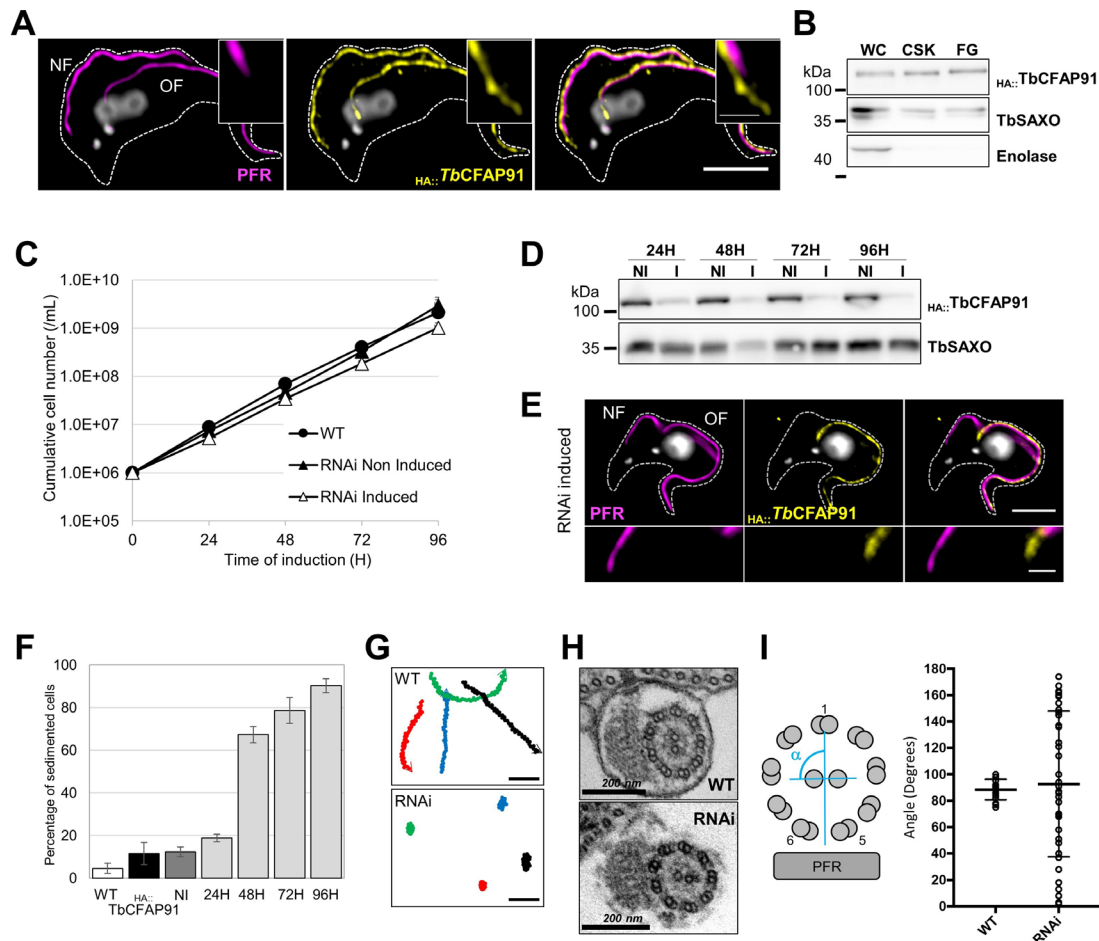 A
NF
OF
PFR
HA::TbCFAP91
B
WC CSK FG
kDa
100
HA::TbCFAP91
35
TbSAXO
40
Enolase
C
Cumulative cell number (/mL)
1.0E+10
1.0E+09
1.0E+08
1.0E+07
1.0E+06
1.0E+05
WT
RNAi Non Induced
RNAi Induced
0 24 48 72 96
Time of induction (H)
D
24H 48H 72H 96H
NI I NI I NI I NI I
kDa
100
HA::TbCFAP91
35
TbSAXO
E
RNAi induced
NF
OF
PFR
HA::TbCFAP91
F
Percentage of sedimented cells
100
80
60
40
20
0
WT HA:: NI 24H 48H 72H 96H
TbCFAP91
G
WT
RNAi
H
200 nm
WT
RNAi
200 nm
I
1
α
6 5
PFR
Angle (Degrees)
180
160
140
120
100
80
60
40
20
0
WT RNAi